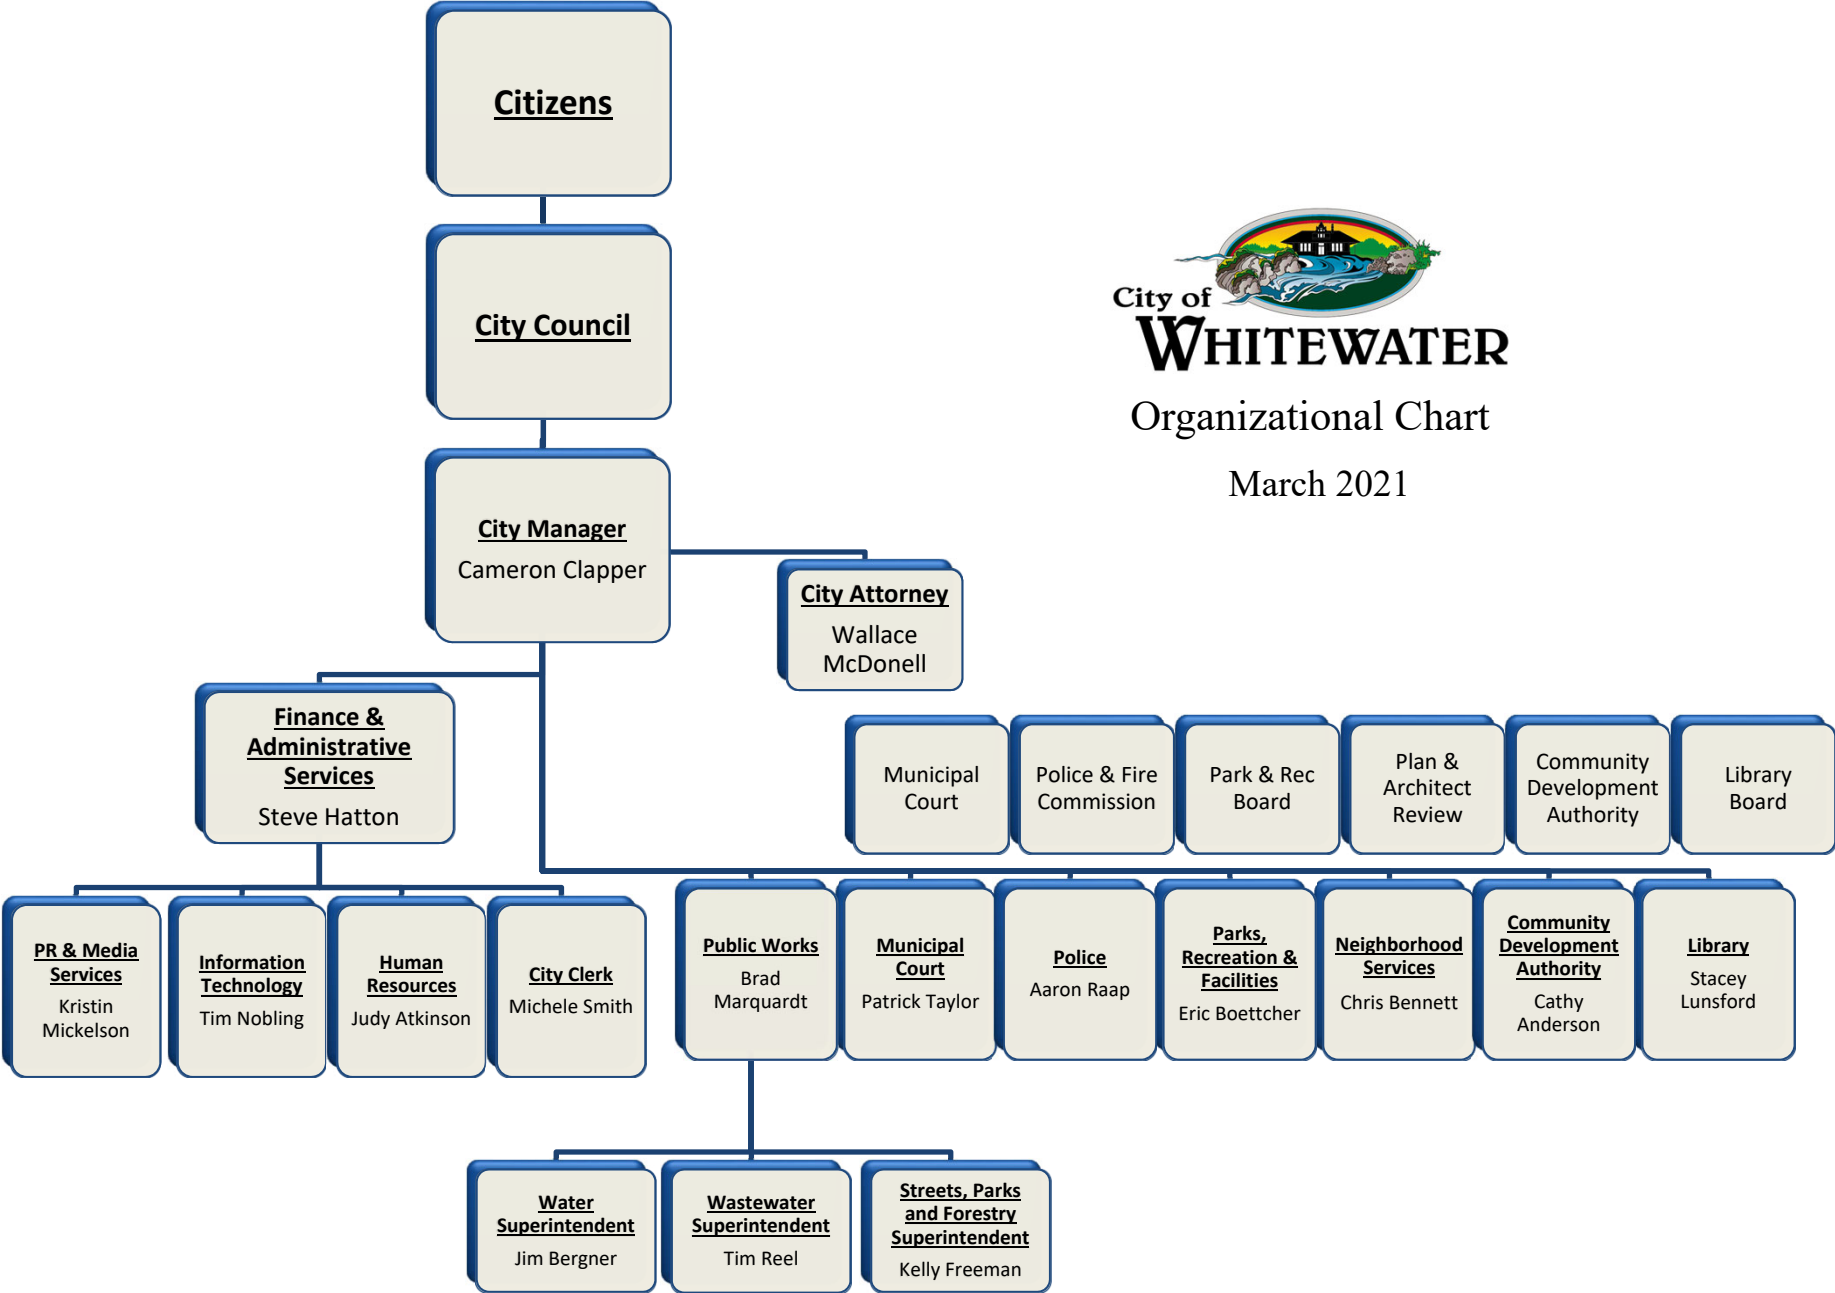 Citizens
City Council
City of
WHITEWATER
Organizational Chart
March 2021
City Manager
Cameron Clapper
City Attorney
Wallace
McDonell
Finance &
Administrative
Services
Steve Hatton
Municipal
Court
Police & Fire
Commission
Park & Rec
Board
Plan &
Architect
Review
Community
Development
Authority
Library
Board
PR & Media
Services
Kristin
Mickelson
Information
Technology
Tim Nobling
Human
Resources
Judy Atkinson
City Clerk
Michele Smith
Public Works
Brad
Marquardt
Municipal
Court
Patrick Taylor
Police
Aaron Raap
Parks,
Recreation &
Facilities
Eric Boettcher
Neighborhood
Services
Chris Bennett
Community
Development
Authority
Cathy
Anderson
Library
Stacey
Lunsford
Water
Superintendent
Jim Bergner
Wastewater
Superintendent
Tim Reel
Streets, Parks
and Forestry
Superintendent
Kelly Freeman